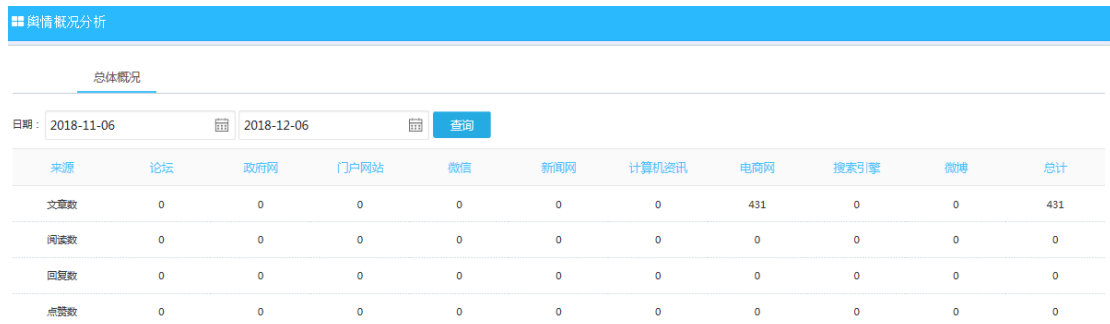 舆情概况分析
总体概况
日期： 2018-11-06 2018-12-06 查询
来源 论坛 政府网 门户网站 微信 新闻网 计算机资讯 电商网 搜索引擎 微博 总计
文章数 0 0 0 0 0 0 431 0 0 431
阅读数 0 0 0 0 0 0 0 0 0 0
回复数 0 0 0 0 0 0 0 0 0 0
点赞数 0 0 0 0 0 0 0 0 0 0